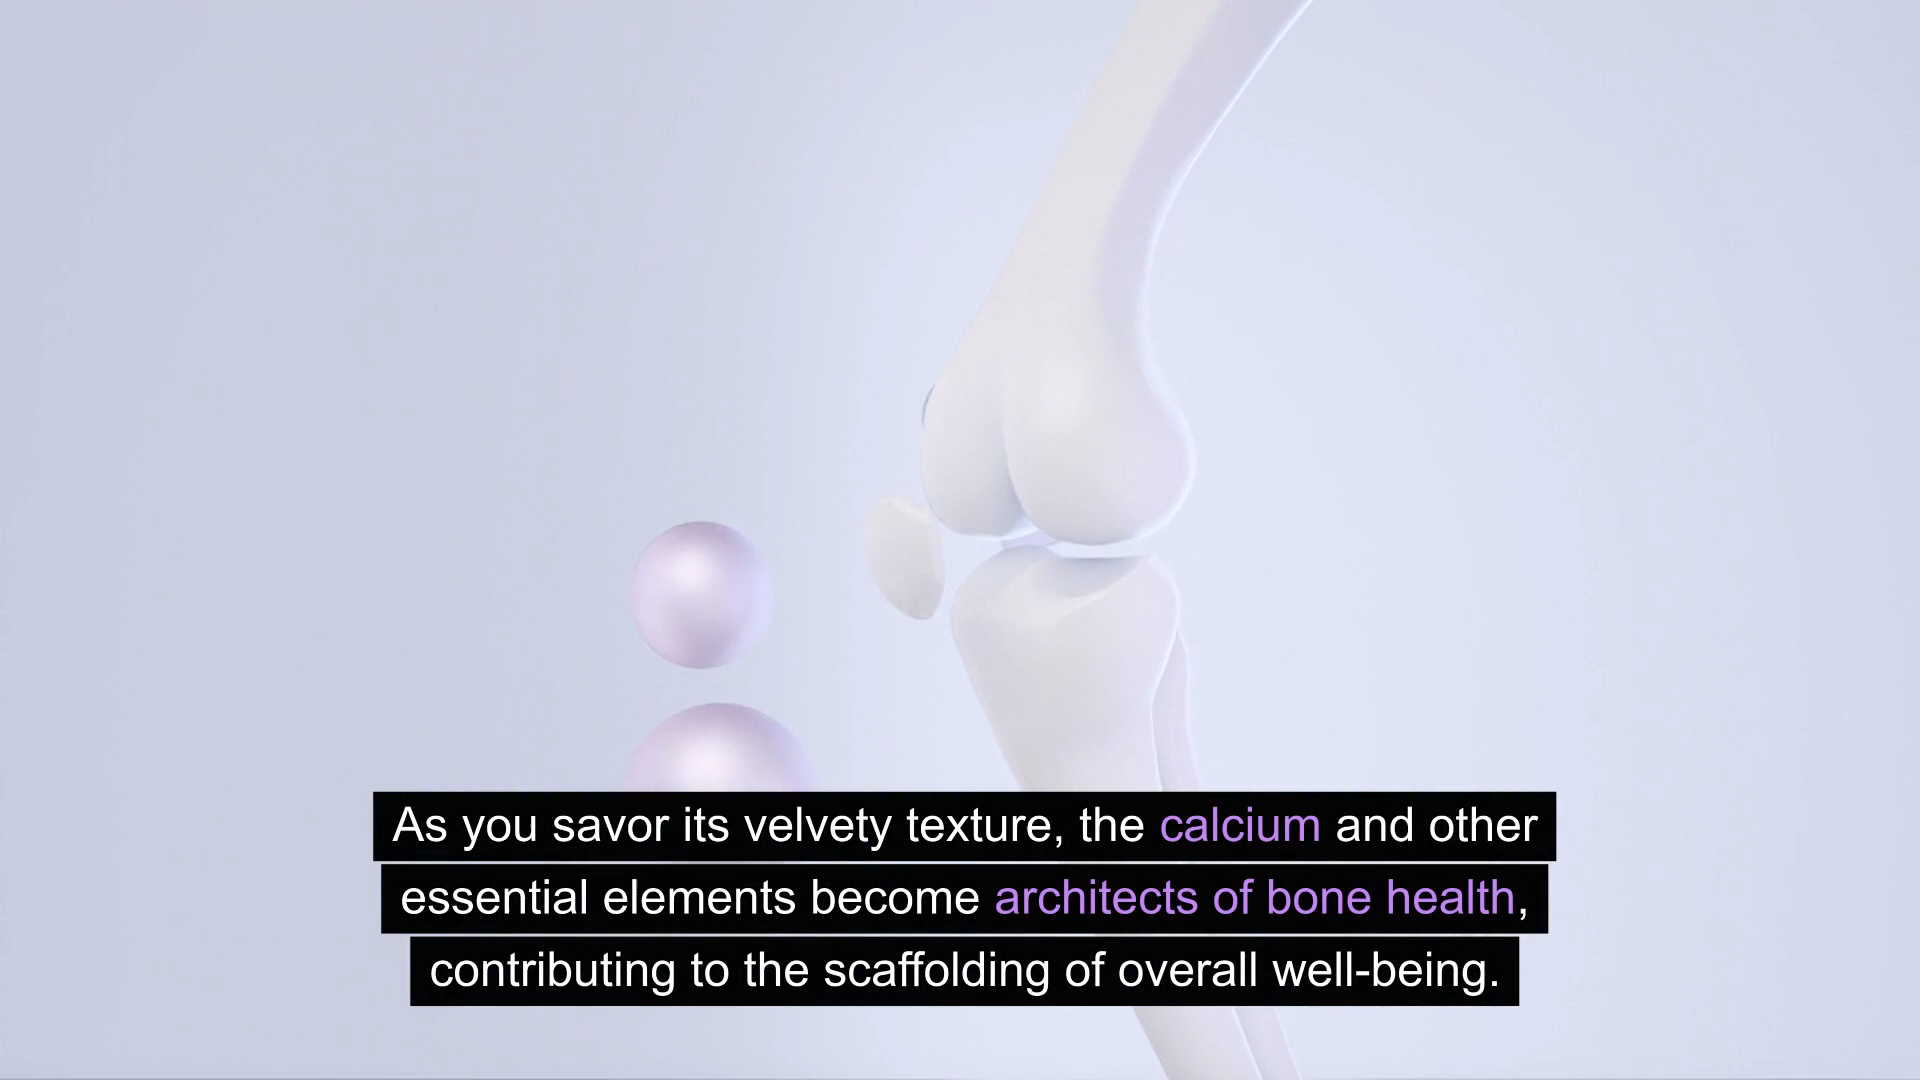 As you savor its velvety texture, the calcium and other
essential elements become architects of bone health,
contributing to the scaffolding of overall well-being.